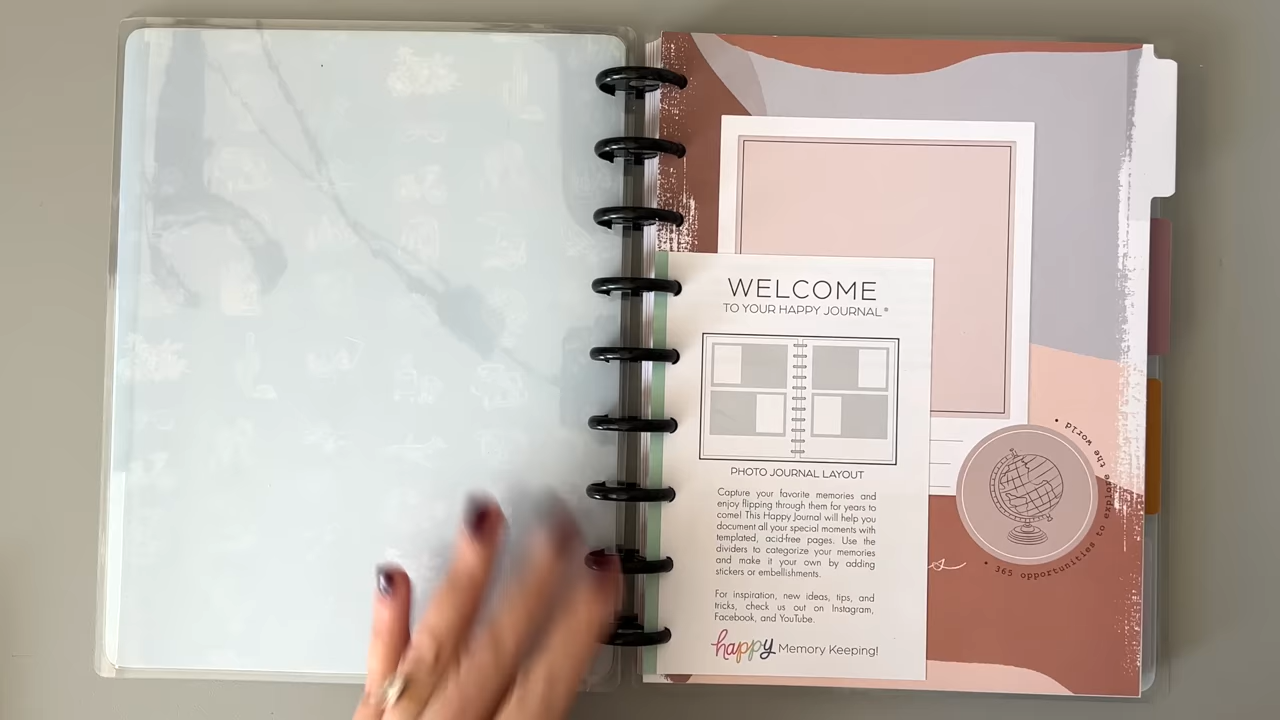 WELCOME
TO YOUR HAPPY JOURNAL®
PHOTO JOURNAL LAYOUT
Capture your favorite memories and
enjoy flipping through them for years to
come! This Happy Journal will help you
document all your special moments with
templated, acid-free pages. Use the
dividers to categorize your memories
and make it your own by adding
stickers or embellishments.
For inspiration, new ideas, tips, and
tricks, check us out on Instagram,
Facebook, and YouTube.
happy Memory Keeping!
• 365 opportunities to explore the world •